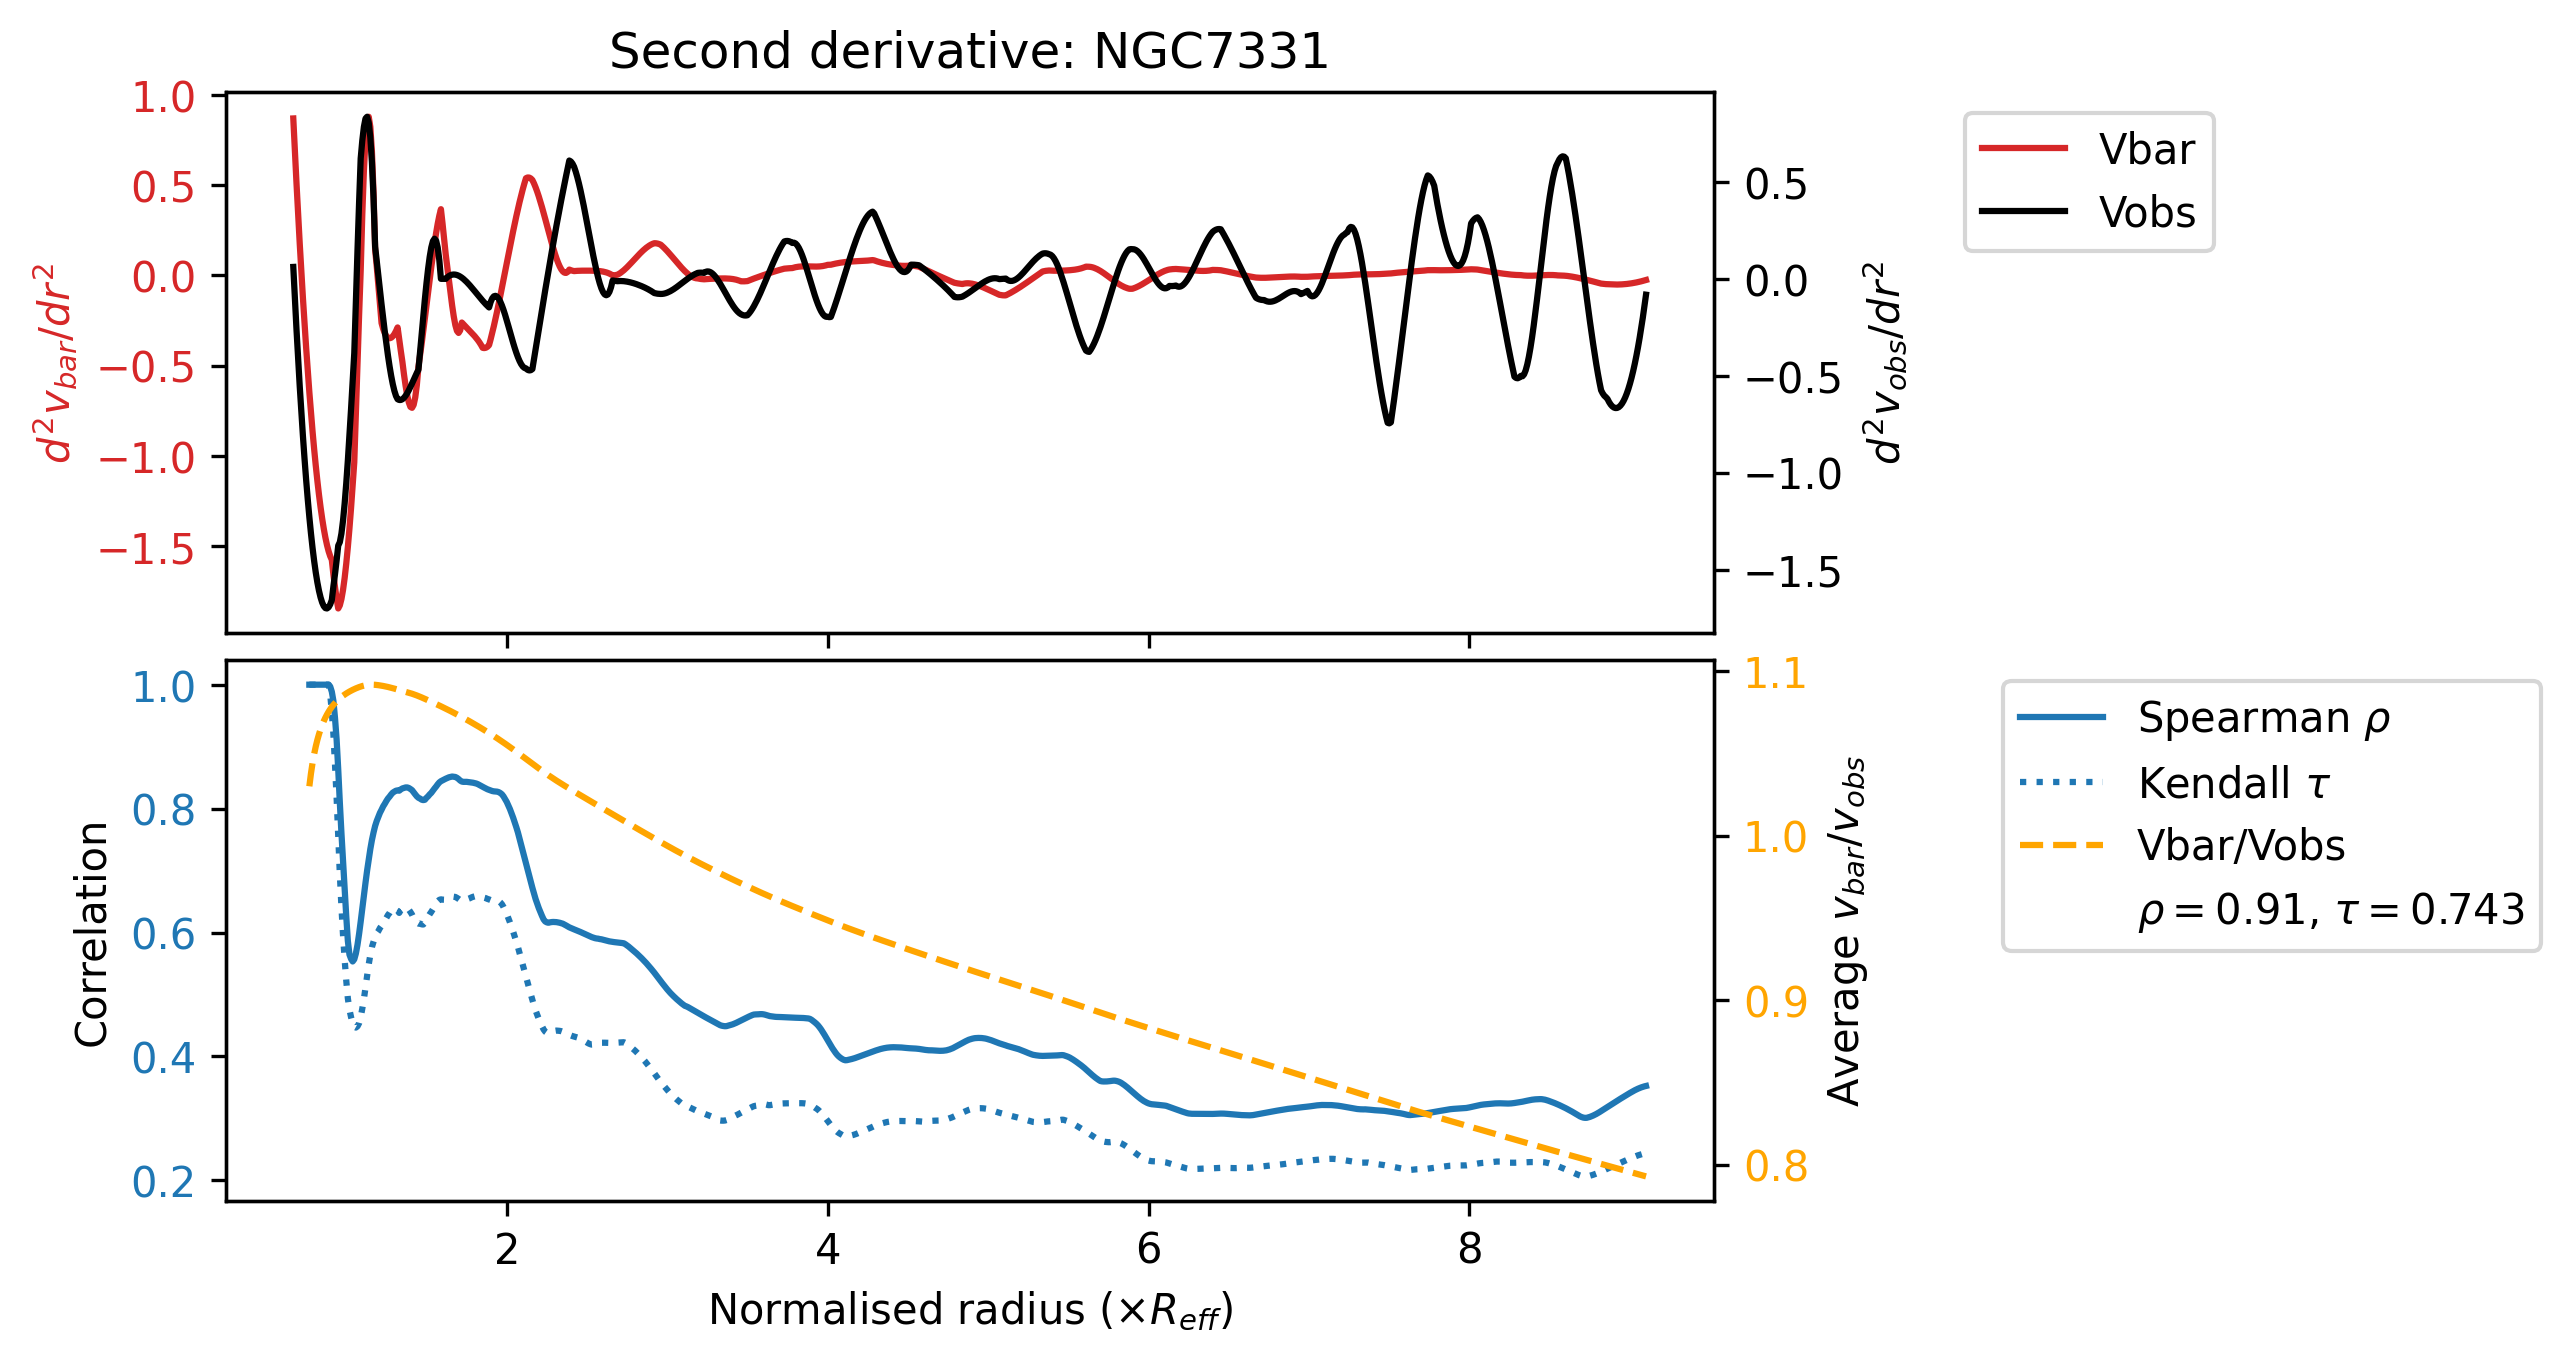 Second derivative: NGC7331
1.0
0.5
0.0
−0.5
−1.0
−1.5
d²v_bar/dr²
0.5
0.0
−0.5
−1.0
−1.5
d²v_obs/dr²
Vbar
Vobs
1.0
0.8
0.6
0.4
0.2
Correlation
1.1
1.0
0.9
0.8
Average v_bar/v_obs
Spearman ρ
Kendall τ
Vbar/Vobs
ρ = 0.91, τ = 0.743
2 4 6 8
Normalised radius (×R_eff)